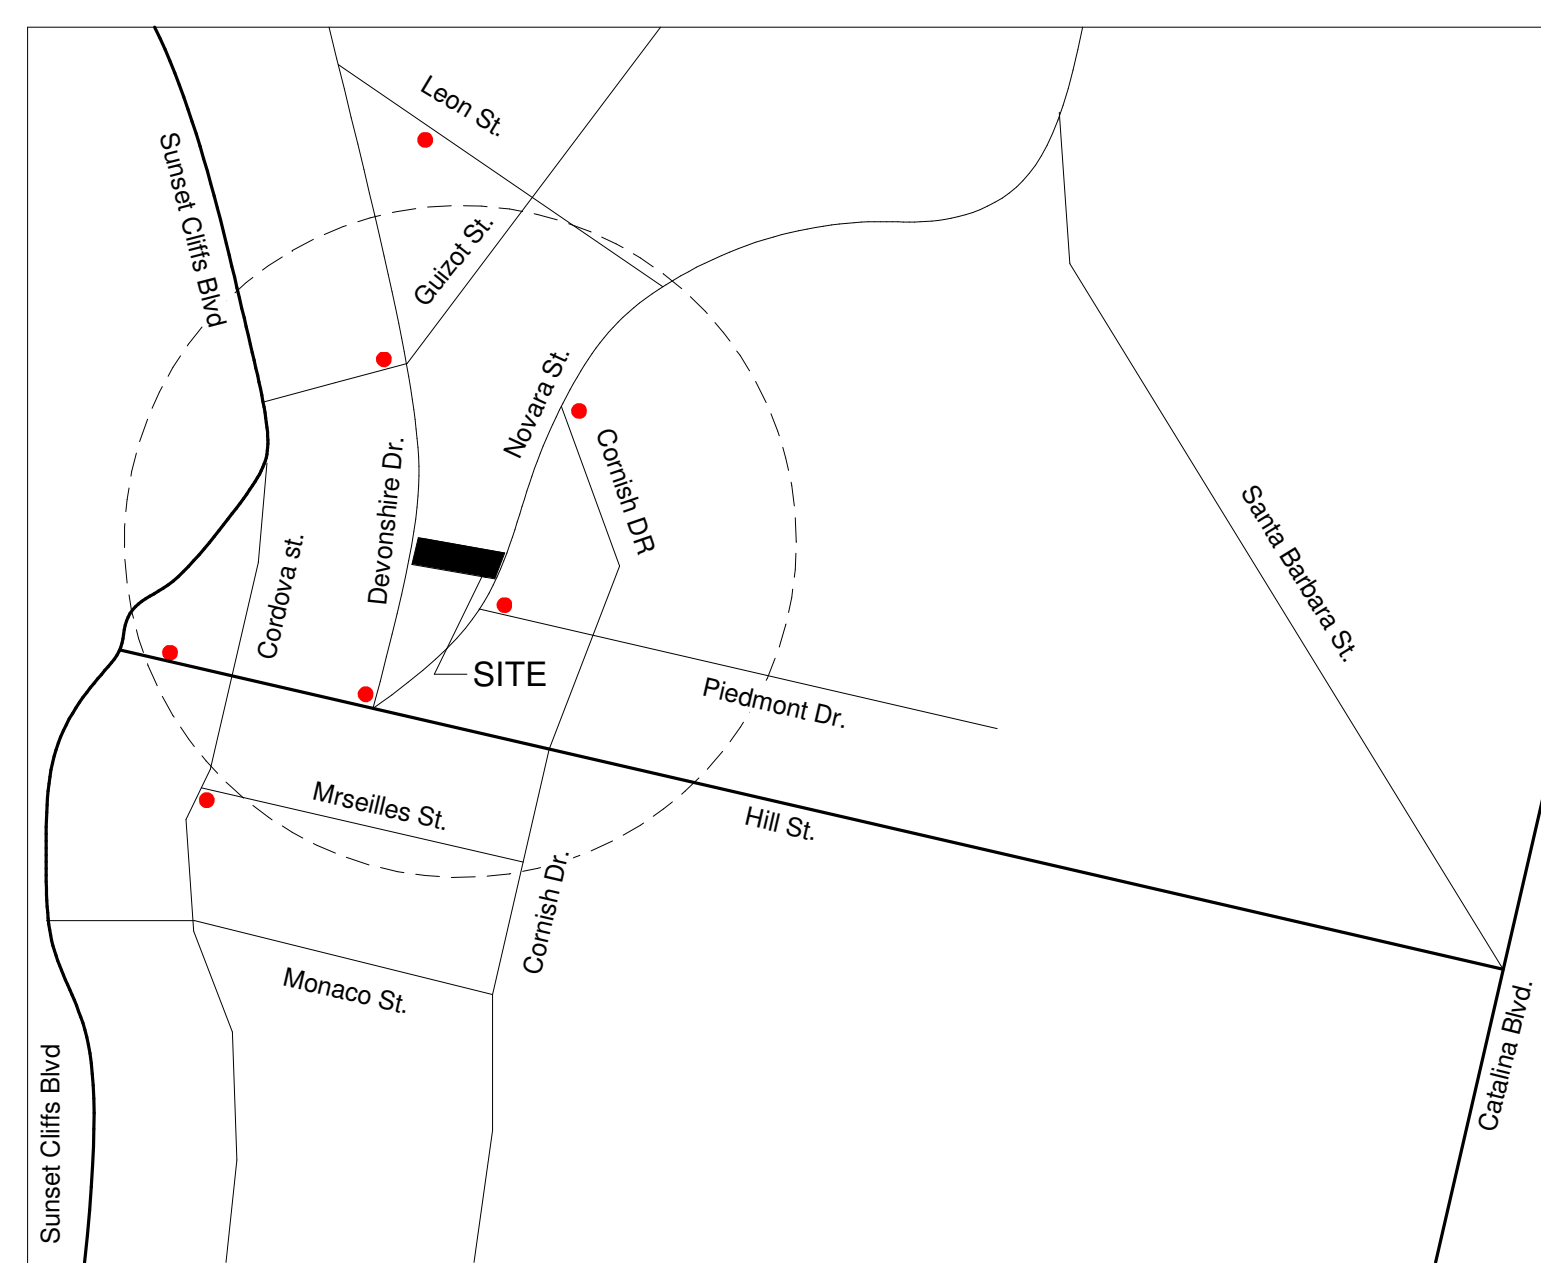 Leon St.
Sunset Cliffs Blvd
Guizot St.
Novara St.
Cornish DR
Devonshire Dr.
Cordova st.
Santa Barbara St.
SITE
Piedmont Dr.
Mrseilles St.
Hill St.
Cornish Dr.
Monaco St.
Catalina Blvd.
Sunset Cliffs Blvd